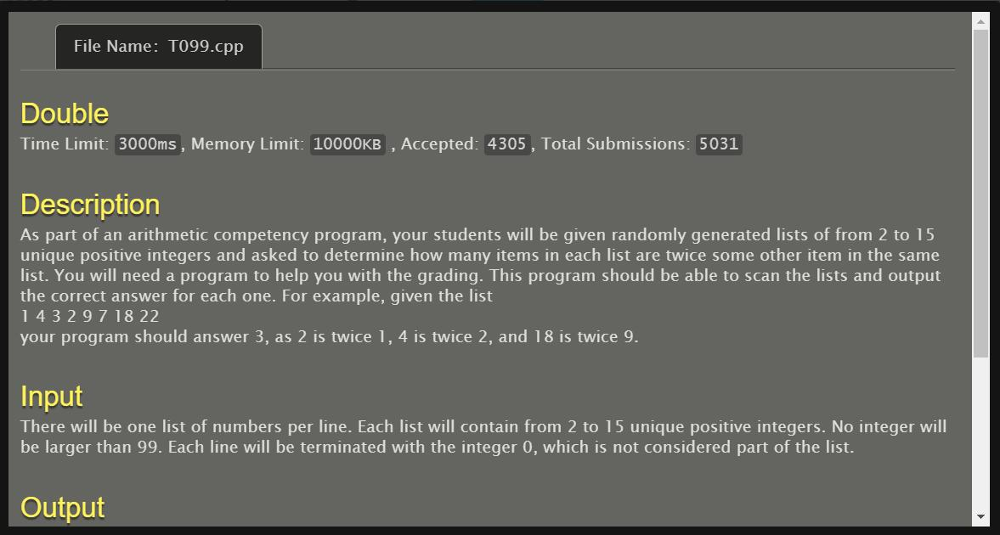 File Name: T099.cpp
Double
Time Limit: 3000ms, Memory Limit: 10000KB , Accepted: 4305, Total Submissions: 5031
Description
As part of an arithmetic competency program, your students will be given randomly generated lists of from 2 to 15
unique positive integers and asked to determine how many items in each list are twice some other item in the same
list. You will need a program to help you with the grading. This program should be able to scan the lists and output
the correct answer for each one. For example, given the list
1 4 3 2 9 7 18 22
your program should answer 3, as 2 is twice 1, 4 is twice 2, and 18 is twice 9.
Input
There will be one list of numbers per line. Each list will contain from 2 to 15 unique positive integers. No integer will
be larger than 99. Each line will be terminated with the integer 0, which is not considered part of the list.
Output